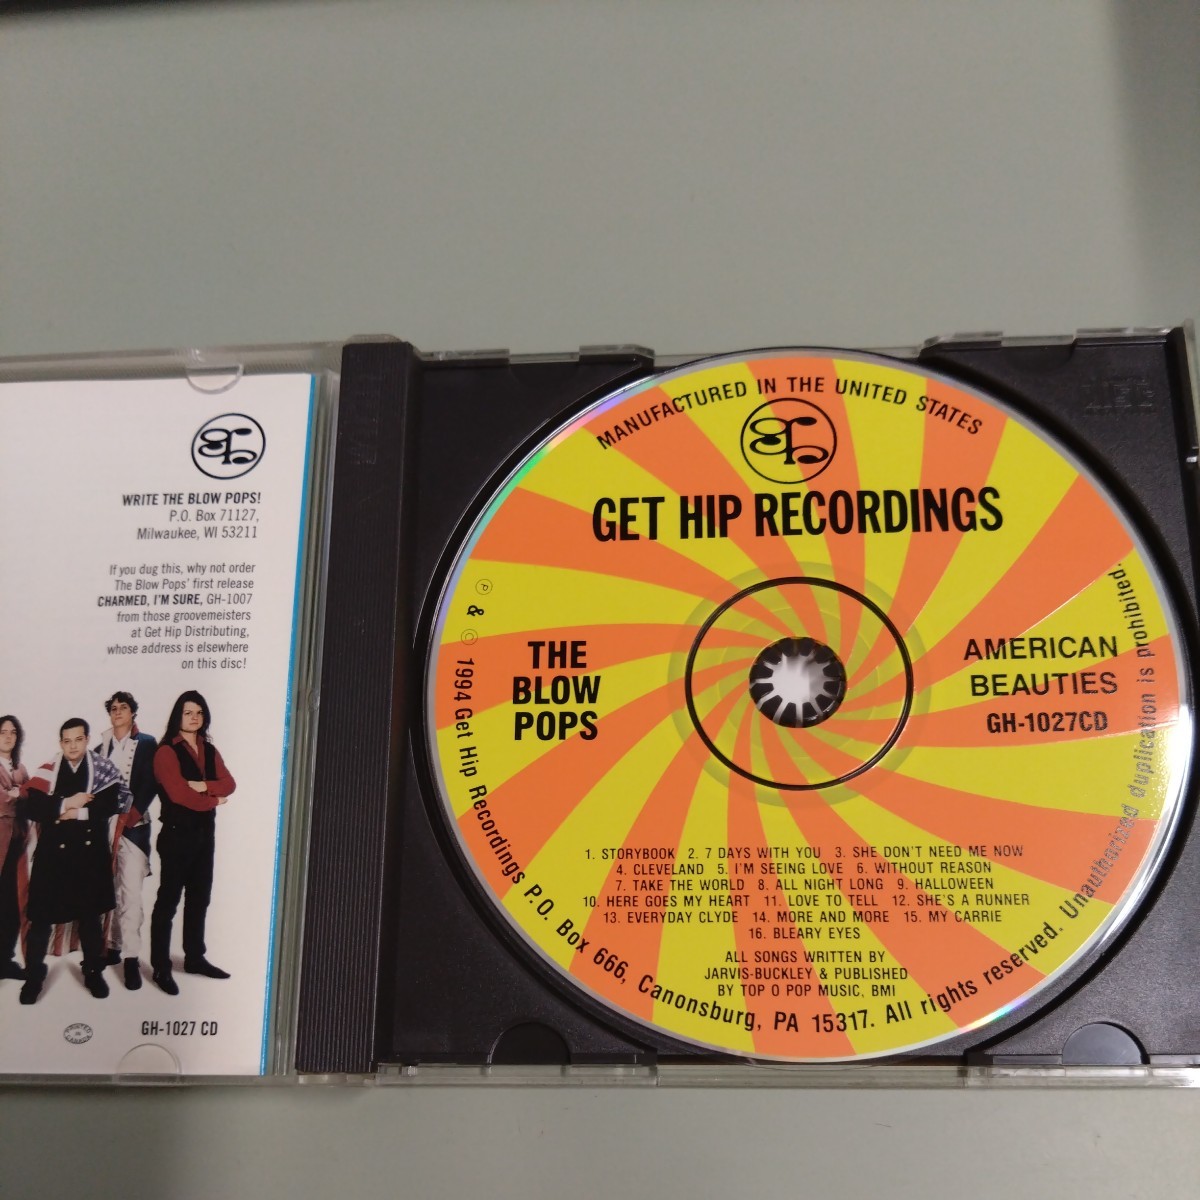 WRITE THE BLOW POPS!
P.O. Box 71127,
Milwaukee, WI 53211
If you dug this, why not order
The Blow Pops' first release
CHARMED, I'M SURE, GH-1007
from those groovemeisters
at Get Hip Distributing,
whose address is elsewhere
on this disc!
PRINTED
IN
CANADA
GH-1027 CD
MANUFACTURED IN THE UNITED STATES
GET HIP RECORDINGS
THE
BLOW
POPS
AMERICAN
BEAUTIES
GH-1027CD
1. STORYBOOK 2. 7 DAYS WITH YOU 3. SHE DON'T NEED ME NOW
4. CLEVELAND 5. I'M SEEING LOVE 6. WITHOUT REASON
7. TAKE THE WORLD 8. ALL NIGHT LONG 9. HALLOWEEN
10. HERE GOES MY HEART 11. LOVE TO TELL 12. SHE'S A RUNNER
13. EVERYDAY CLYDE 14. MORE AND MORE 15. MY CARRIE
16. BLEARY EYES
ALL SONGS WRITTEN BY
JARVIS-BUCKLEY & PUBLISHED
BY TOP O POP MUSIC, BMI
℗ & © 1994 Get Hip Recordings P.O. Box 666, Canonsburg, PA 15317. All rights reserved. Unauthorized duplication is prohibited.